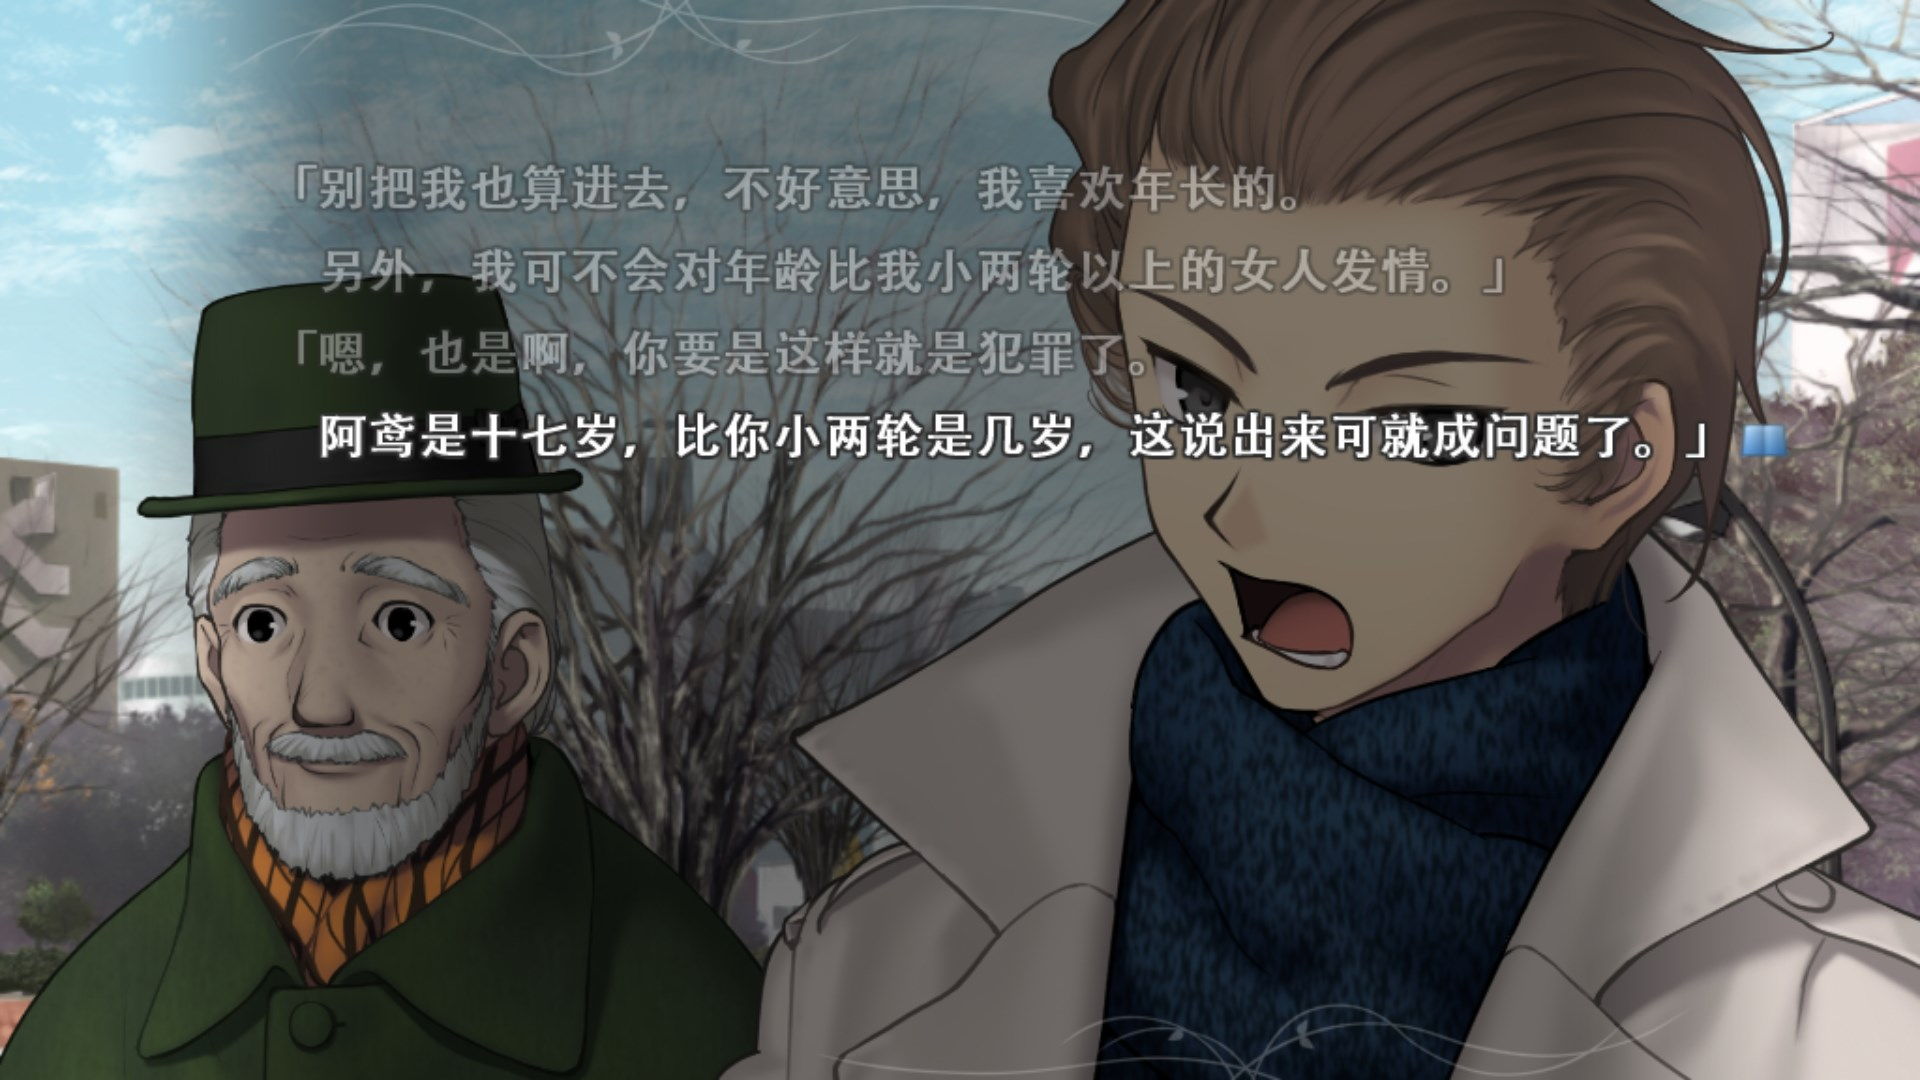 「别把我也算进去，不好意思，我喜欢年长的。
另外，我可不会对年龄比我小两轮以上的女人发情。」
「嗯，也是啊，你要是这样就是犯罪了。
阿鸢是十七岁，比你小两轮是几岁，这说出来可就成问题了。」